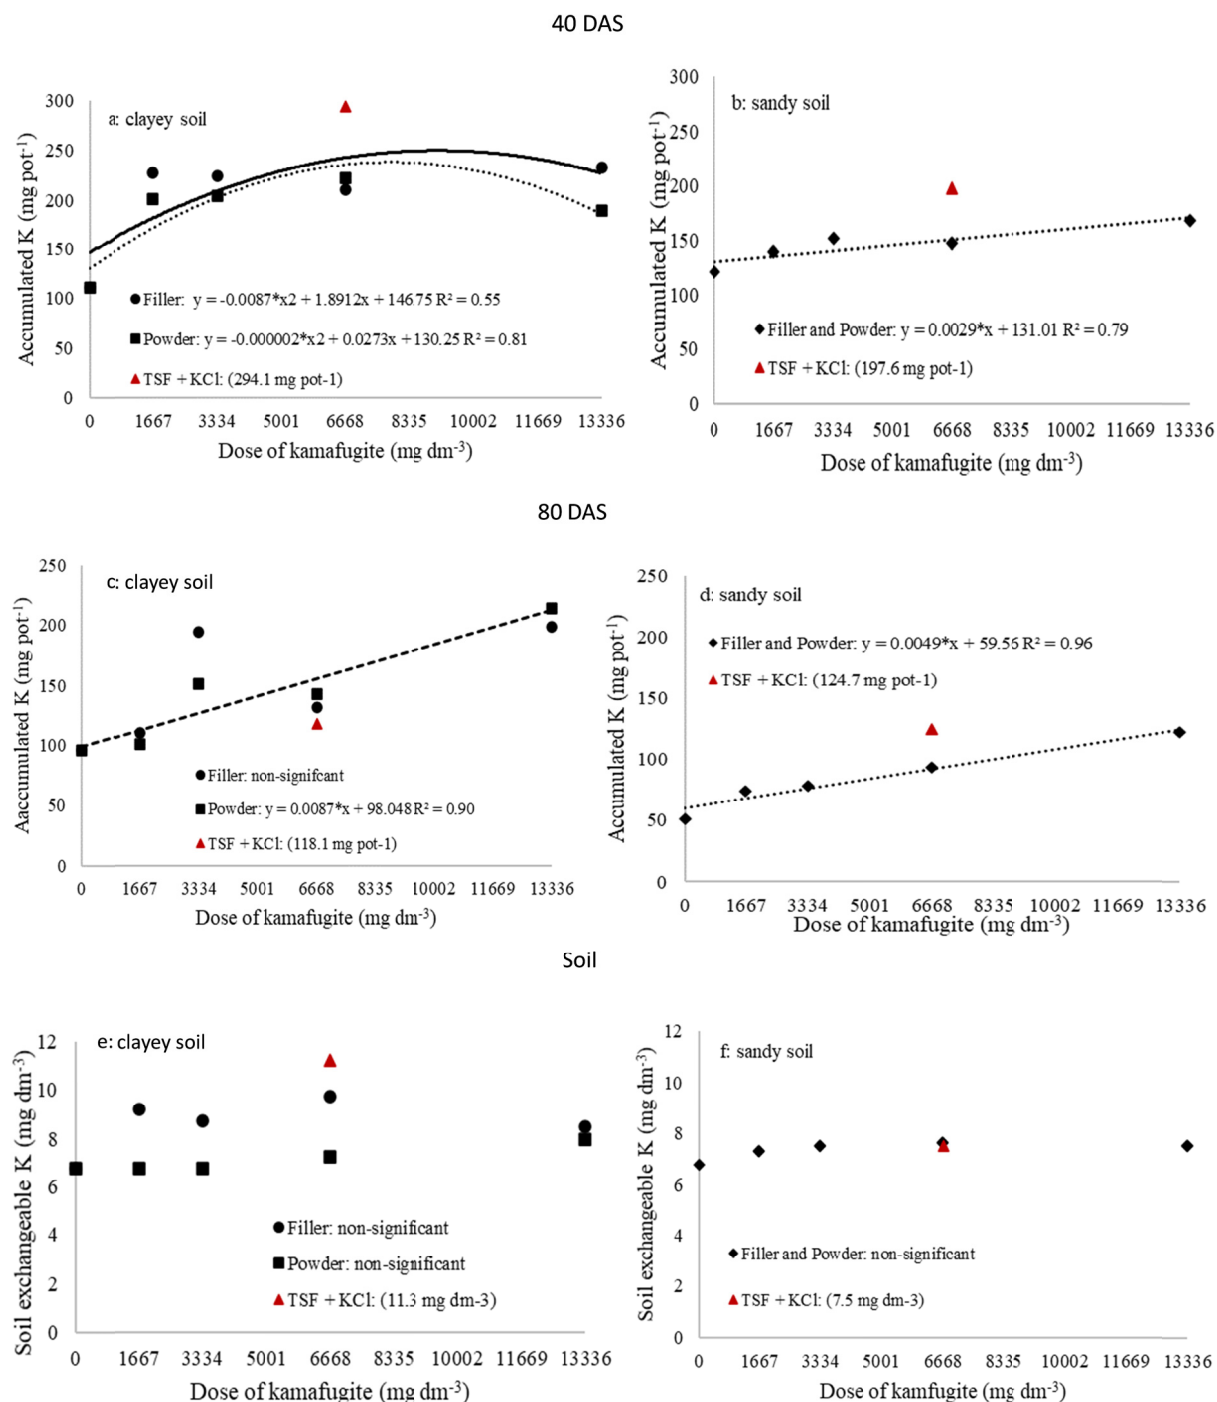 40 DAS
a: clayey soil
Accumulated K (mg pot-1)
300
250
200
150
100
50
0
Filler: y = -0.0087*x2 + 1.8912x + 14675 R² = 0.55
Powder: y = -0.000002*x2 + 0.0273x +130.25 R² = 0.81
TSF + KCl: (294.1 mg pot-1)
0 1667 3334 5001 6668 8335 10002 11669 13336
Dose of kamafugite (mg dm-3)
b: sandy soil
Accumulated K (mg pot-1)
300
250
200
150
100
50
0
Filler and Powder: y = 0.0029*x + 131.01 R² = 0.79
TSF + KCl: (197.6 mg pot-1)
0 1667 3334 5001 6668 8335 10002 11669 13336
Dose of kamafugite (mg dm-3)
80 DAS
c: clayey soil
Aaccumulated K (mg pot-1)
250
200
150
100
50
0
Filler: non-signifcant
Powder: y = 0.0087*x + 98.048 R² = 0.90
TSF + KCl: (118.1 mg pot-1)
0 1667 3334 5001 6668 8335 10002 11669 13336
Dose of kamafugite (mg dm-3)
d: sandy soil
Accumulated K (mg pot-1)
250
200
150
100
50
0
Filler and Powder: y = 0.0049*x + 59.56 R² = 0.96
TSF + KCl: (124.7 mg pot-1)
0 1667 3334 5001 6668 8335 10002 11669 13336
Dose of kamafugite (mg dm-3)
Soil
e: clayey soil
Soil exchangeable K (mg dm-3)
12
10
8
6
4
2
0
Filler: non-significant
Powder: non-significant
TSF + KCl: (11.3 mg dm-3)
0 1667 3334 5001 6668 8335 10002 11669 13336
Dose of kamafugite (mg dm-3)
f: sandy soil
Soil exchangeable K (mg dm-3)
12
10
8
6
4
2
0
Filler and Powder: non-significant
TSF + KCl: (7.5 mg dm-3)
0 1667 3334 5001 6668 8335 10002 11669 13336
Dose of kamfugite (mg dm-3)